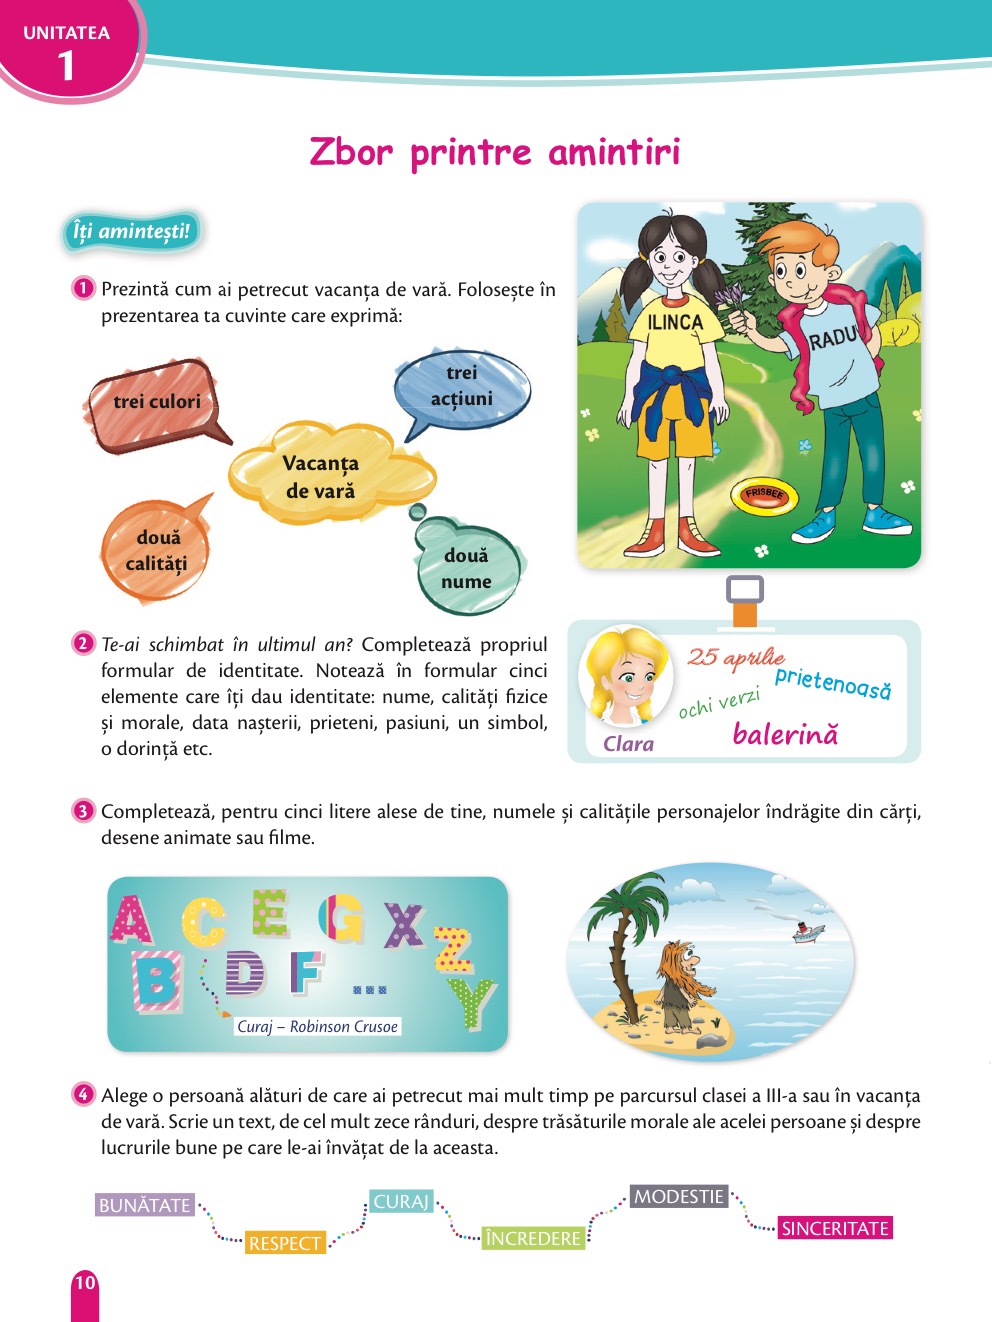 UNITATEA
1
Zbor printre amintiri
Îți amintești!
1 Prezintă cum ai petrecut vacanța de vară. Folosește în
prezentarea ta cuvinte care exprimă:
trei culori
trei
acțiuni
Vacanța
de vară
două
calități
două
nume
ILINCA
RADU
FRISBEE
2 Te-ai schimbat în ultimul an? Completează propriul
formular de identitate. Notează în formular cinci
elemente care îți dau identitate: nume, calități fizice
și morale, data nașterii, prieteni, pasiuni, un simbol,
o dorință etc.
25 aprilie
prietenoasă
ochi verzi
balerină
Clara
3 Completează, pentru cinci litere alese de tine, numele și calitățile personajelor îndrăgite din cărți,
desene animate sau filme.
A C E G X Z
B D F ... Y
Curaj – Robinson Crusoe
4 Alege o persoană alături de care ai petrecut mai mult timp pe parcursul clasei a III-a sau în vacanța
de vară. Scrie un text, de cel mult zece rânduri, despre trăsăturile morale ale acelei persoane și despre
lucrurile bune pe care le-ai învățat de la aceasta.
BUNĂTATE
RESPECT
CURAJ
ÎNCREDERE
MODESTIE
SINCERITATE
10